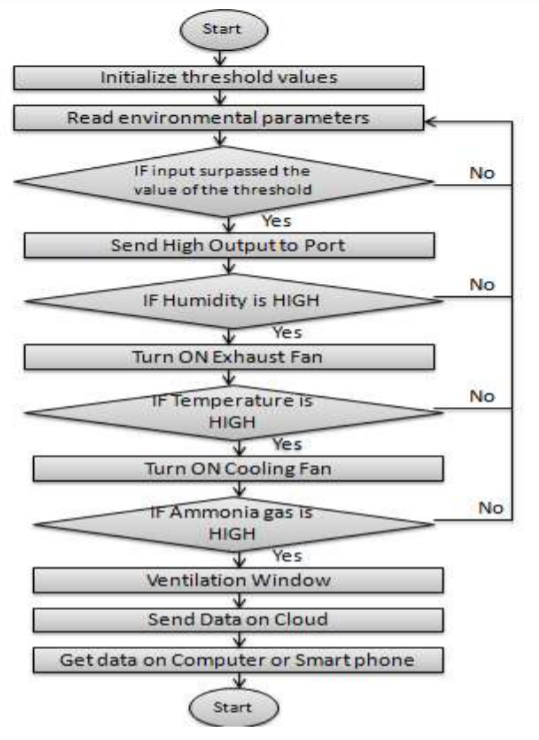 Start
Initialize threshold values
Read environmental parameters
IF input surpassed the
value of the threshold
No
Yes
Send High Output to Port
No
IF Humidity is HIGH
Yes
Turn ON Exhaust Fan
No
IF Temperature is
HIGH
Yes
Turn ON Cooling Fan
No
IF Ammonia gas is
HIGH
Yes
Ventilation Window
Send Data on Cloud
Get data on Computer or Smart phone
Start